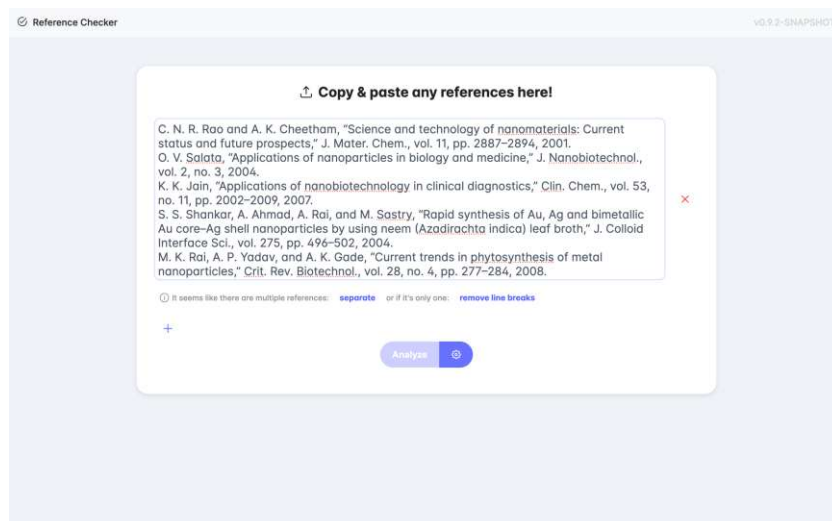 Reference Checker
v0.9.2-SNAPSHOT
Copy & paste any references here!
C. N. R. Rao and A. K. Cheetham, "Science and technology of nanomaterials: Current
status and future prospects," J. Mater. Chem., vol. 11, pp. 2887–2894, 2001.
O. V. Salata, "Applications of nanoparticles in biology and medicine," J. Nanobiotechnol.,
vol. 2, no. 3, 2004.
K. K. Jain, "Applications of nanobiotechnology in clinical diagnostics," Clin. Chem., vol. 53,
no. 11, pp. 2002–2009, 2007.
S. S. Shankar, A. Ahmad, A. Rai, and M. Sastry, "Rapid synthesis of Au, Ag and bimetallic
Au core–Ag shell nanoparticles by using neem (Azadirachta indica) leaf broth," J. Colloid
Interface Sci., vol. 275, pp. 496–502, 2004.
M. K. Rai, A. P. Yadav, and A. K. Gade, "Current trends in phytosynthesis of metal
nanoparticles," Crit. Rev. Biotechnol., vol. 28, no. 4, pp. 277–284, 2008.
It seems like there are multiple references: separate or if it's only one: remove line breaks
Analyze